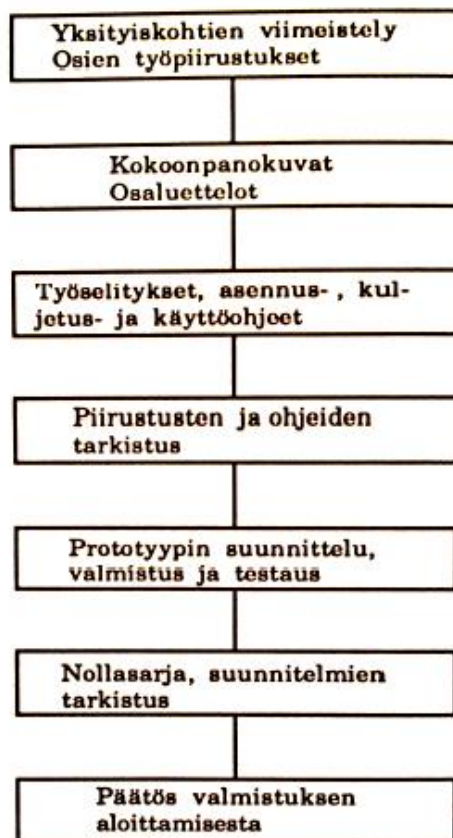 Yksityiskohtien viimeistely
Osien työpiirustukset
Kokoonpanokuvat
Osaluettelot
Työselitykset, asennus- , kul-
jetus- ja käyttöohjeet
Piirustusten ja ohjeiden
tarkistus
Prototyypin suunnittelu,
valmistus ja testaus
Nollasarja, suunnitelmien
tarkistus
Päätös valmistuksen
aloittamisesta